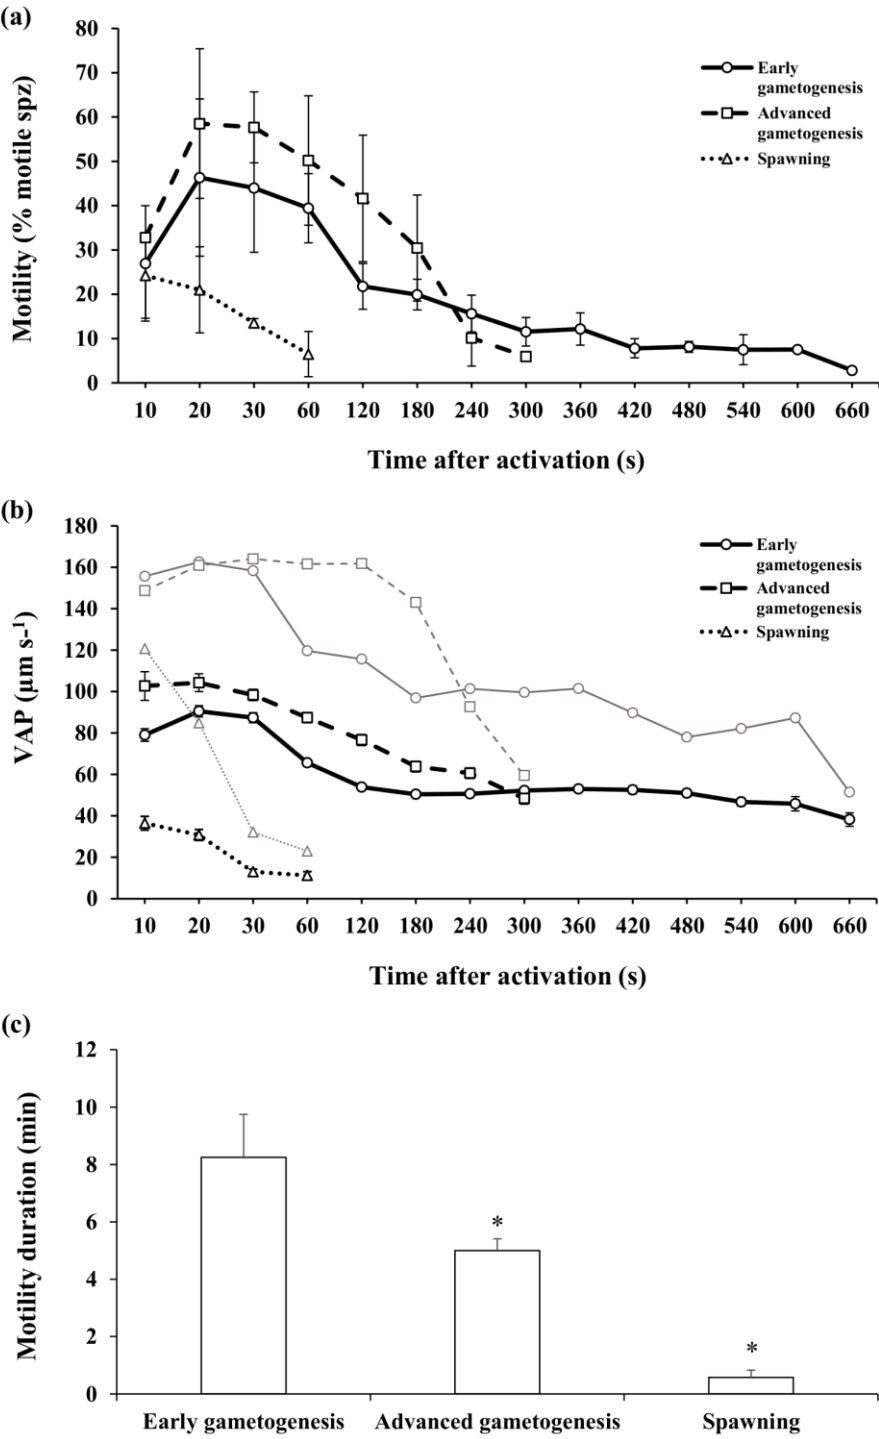 (a)
80
70
60
50
40
30
20
10
0
Motility (% motile spz)
Early
gametogenesis
Advanced
gametogenesis
Spawning
10 20 30 60 120 180 240 300 360 420 480 540 600 660
Time after activation (s)
(b)
180
160
140
120
100
80
60
40
20
0
VAP (µm s-1)
Early
gametogenesis
Advanced
gametogenesis
Spawning
10 20 30 60 120 180 240 300 360 420 480 540 600 660
Time after activation (s)
(c)
12
10
8
6
4
2
0
Motility duration (min)
*
*
Early gametogenesis Advanced gametogenesis Spawning